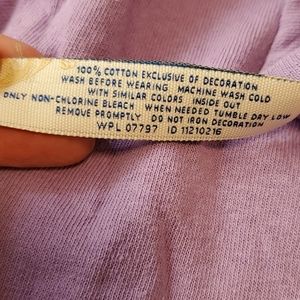 100% COTTON EXCLUSIVE OF DECORATION
WASH BEFORE WEARING MACHINE WASH COLD
WITH SIMILAR COLORS INSIDE OUT
ONLY NON-CHLORINE BLEACH WHEN NEEDED TUMBLE DAY LOW
REMOVE PROMPTLY DO NOT IRON DECORATION
WPL 07797 ID 11210216